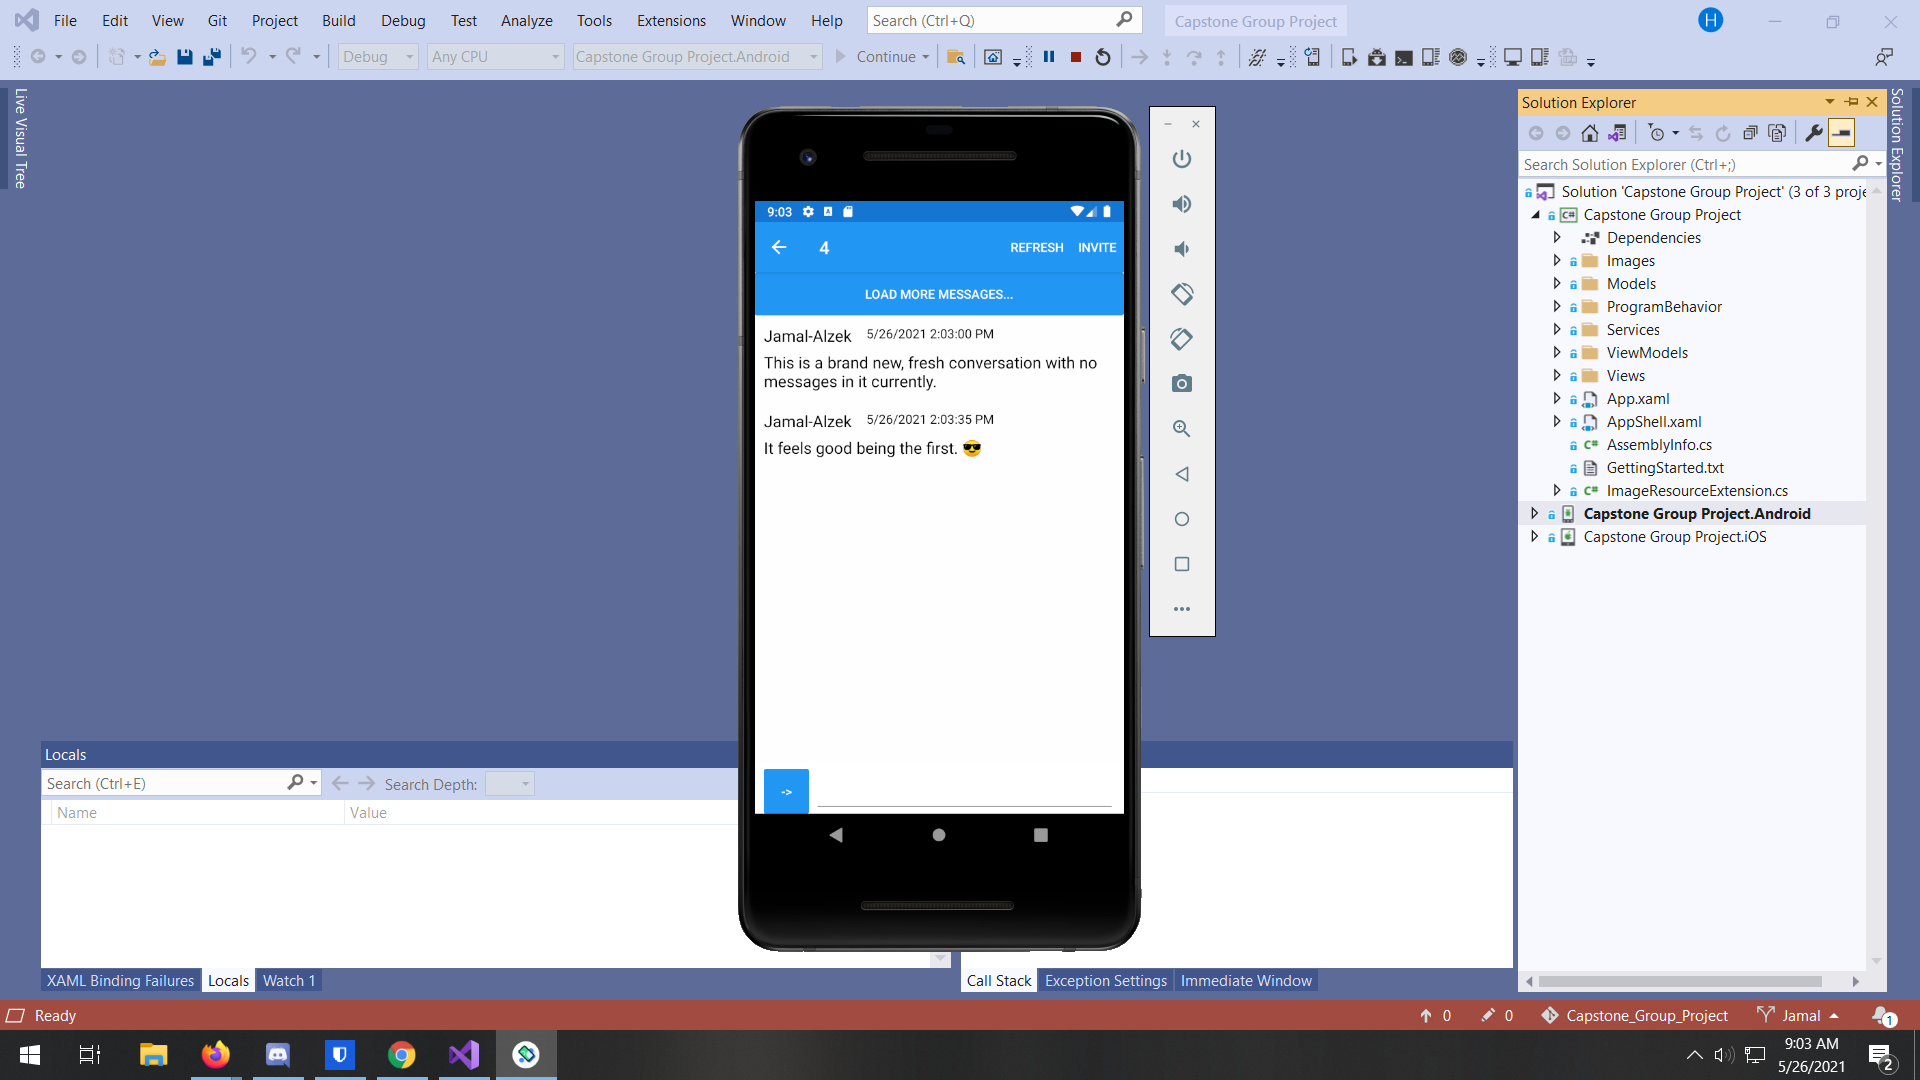 File Edit View Git Project Build Debug Test Analyze Tools Extensions Window Help Search (Ctrl+Q) Capstone Group Project H
Debug Any CPU Capstone Group Project.Android Continue
Live Visual Tree
9:03
4 REFRESH INVITE
LOAD MORE MESSAGES...
Jamal-Alzek 5/26/2021 2:03:00 PM
This is a brand new, fresh conversation with no
messages in it currently.
Jamal-Alzek 5/26/2021 2:03:35 PM
It feels good being the first. 😎
->
Solution Explorer
Search Solution Explorer (Ctrl+;)
Solution 'Capstone Group Project' (3 of 3 proje
Capstone Group Project
Dependencies
Images
Models
ProgramBehavior
Services
ViewModels
Views
App.xaml
AppShell.xaml
AssemblyInfo.cs
GettingStarted.txt
ImageResourceExtension.cs
Capstone Group Project.Android
Capstone Group Project.iOS
Solution Explorer
Locals
Search (Ctrl+E) Search Depth:
Name Value
XAML Binding Failures Locals Watch 1
Call Stack Exception Settings Immediate Window
Ready 0 0 Capstone_Group_Project Jamal 1
9:03 AM
5/26/2021
2